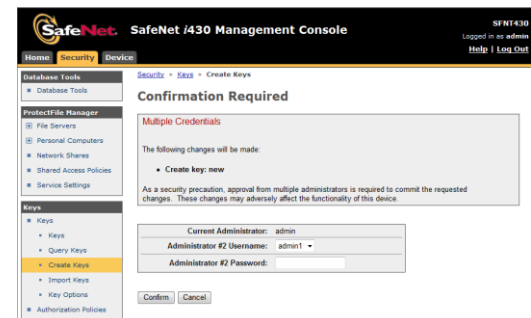 SafeNet.
SafeNet i430 Management Console
SFNT430
Logged in as admin
Help | Log Out
Home Security Device
Database Tools
Database Tools
ProtectFile Manager
File Servers
Personal Computers
Network Shares
Shared Access Policies
Service Settings
Keys
Keys
Keys
Query Keys
Create Keys
Import Keys
Key Options
Authorization Policies
Security » Keys » Create Keys
Confirmation Required
Multiple Credentials
The following changes will be made:
• Create key: new
As a security precaution, approval from multiple administrators is required to commit the requested
changes. These changes may adversely affect the functionality of this device.
Current Administrator: admin
Administrator #2 Username: admin1
Administrator #2 Password:
Confirm Cancel